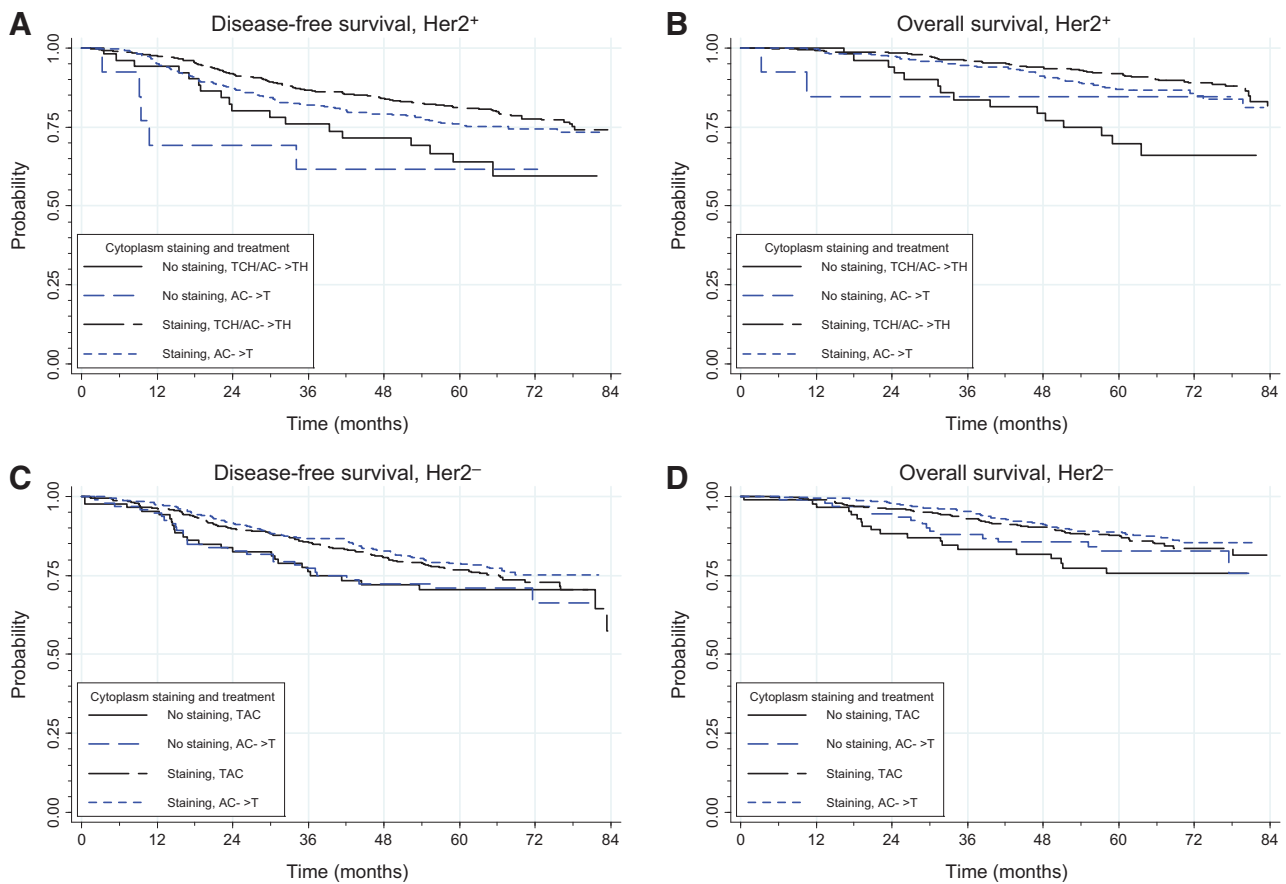 A
Disease-free survival, Her2+
Probability
1.00
0.75
0.50
0.25
0.00
Cytoplasm staining and treatment
No staining, TCH/AC- >TH
No staining, AC- >T
Staining, TCH/AC- >TH
Staining, AC- >T
0 12 24 36 48 60 72 84
Time (months)
B
Overall survival, Her2+
Probability
1.00
0.75
0.50
0.25
0.00
Cytoplasm staining and treatment
No staining, TCH/AC- >TH
No staining, AC- >T
Staining, TCH/AC- >TH
Staining, AC- >T
0 12 24 36 48 60 72 84
Time (months)
C
Disease-free survival, Her2–
Probability
1.00
0.75
0.50
0.25
0.00
Cytoplasm staining and treatment
No staining, TAC
No staining, AC- >T
Staining, TAC
Staining, AC- >T
0 12 24 36 48 60 72 84
Time (months)
D
Overall survival, Her2–
Probability
1.00
0.75
0.50
0.25
0.00
Cytoplasm staining and treatment
No staining, TAC
No staining, AC- >T
Staining, TAC
Staining, AC- >T
0 12 24 36 48 60 72 84
Time (months)